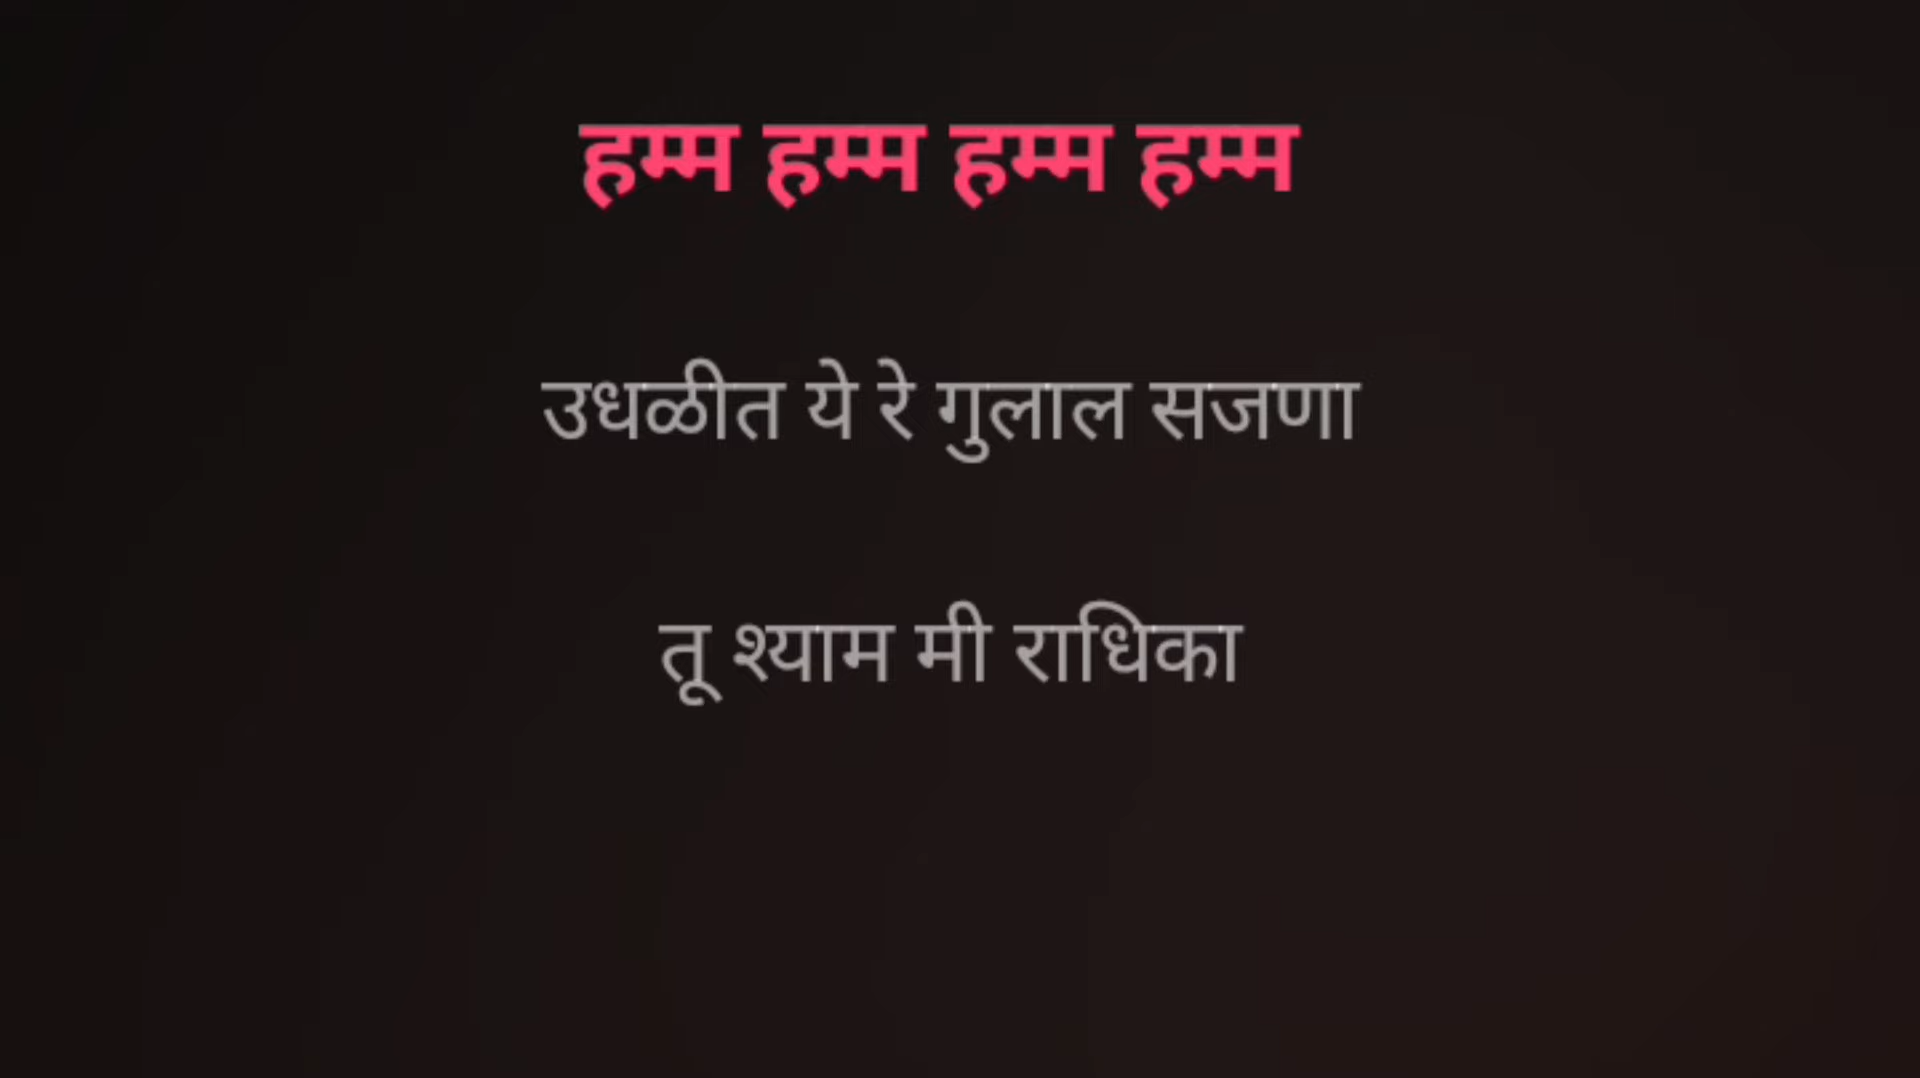 हम्म हम्म हम्म हम्म
उधळीत ये रे गुलाल सजणा
तू श्याम मी राधिका